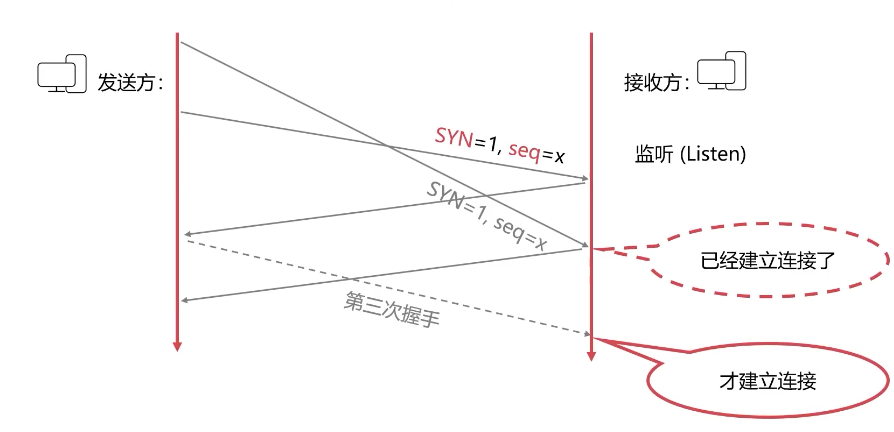 发送方:
接收方:
SYN=1, seq=x
监听 (Listen)
SYN=1, seq=x
已经建立连接了
第三次握手
才建立连接